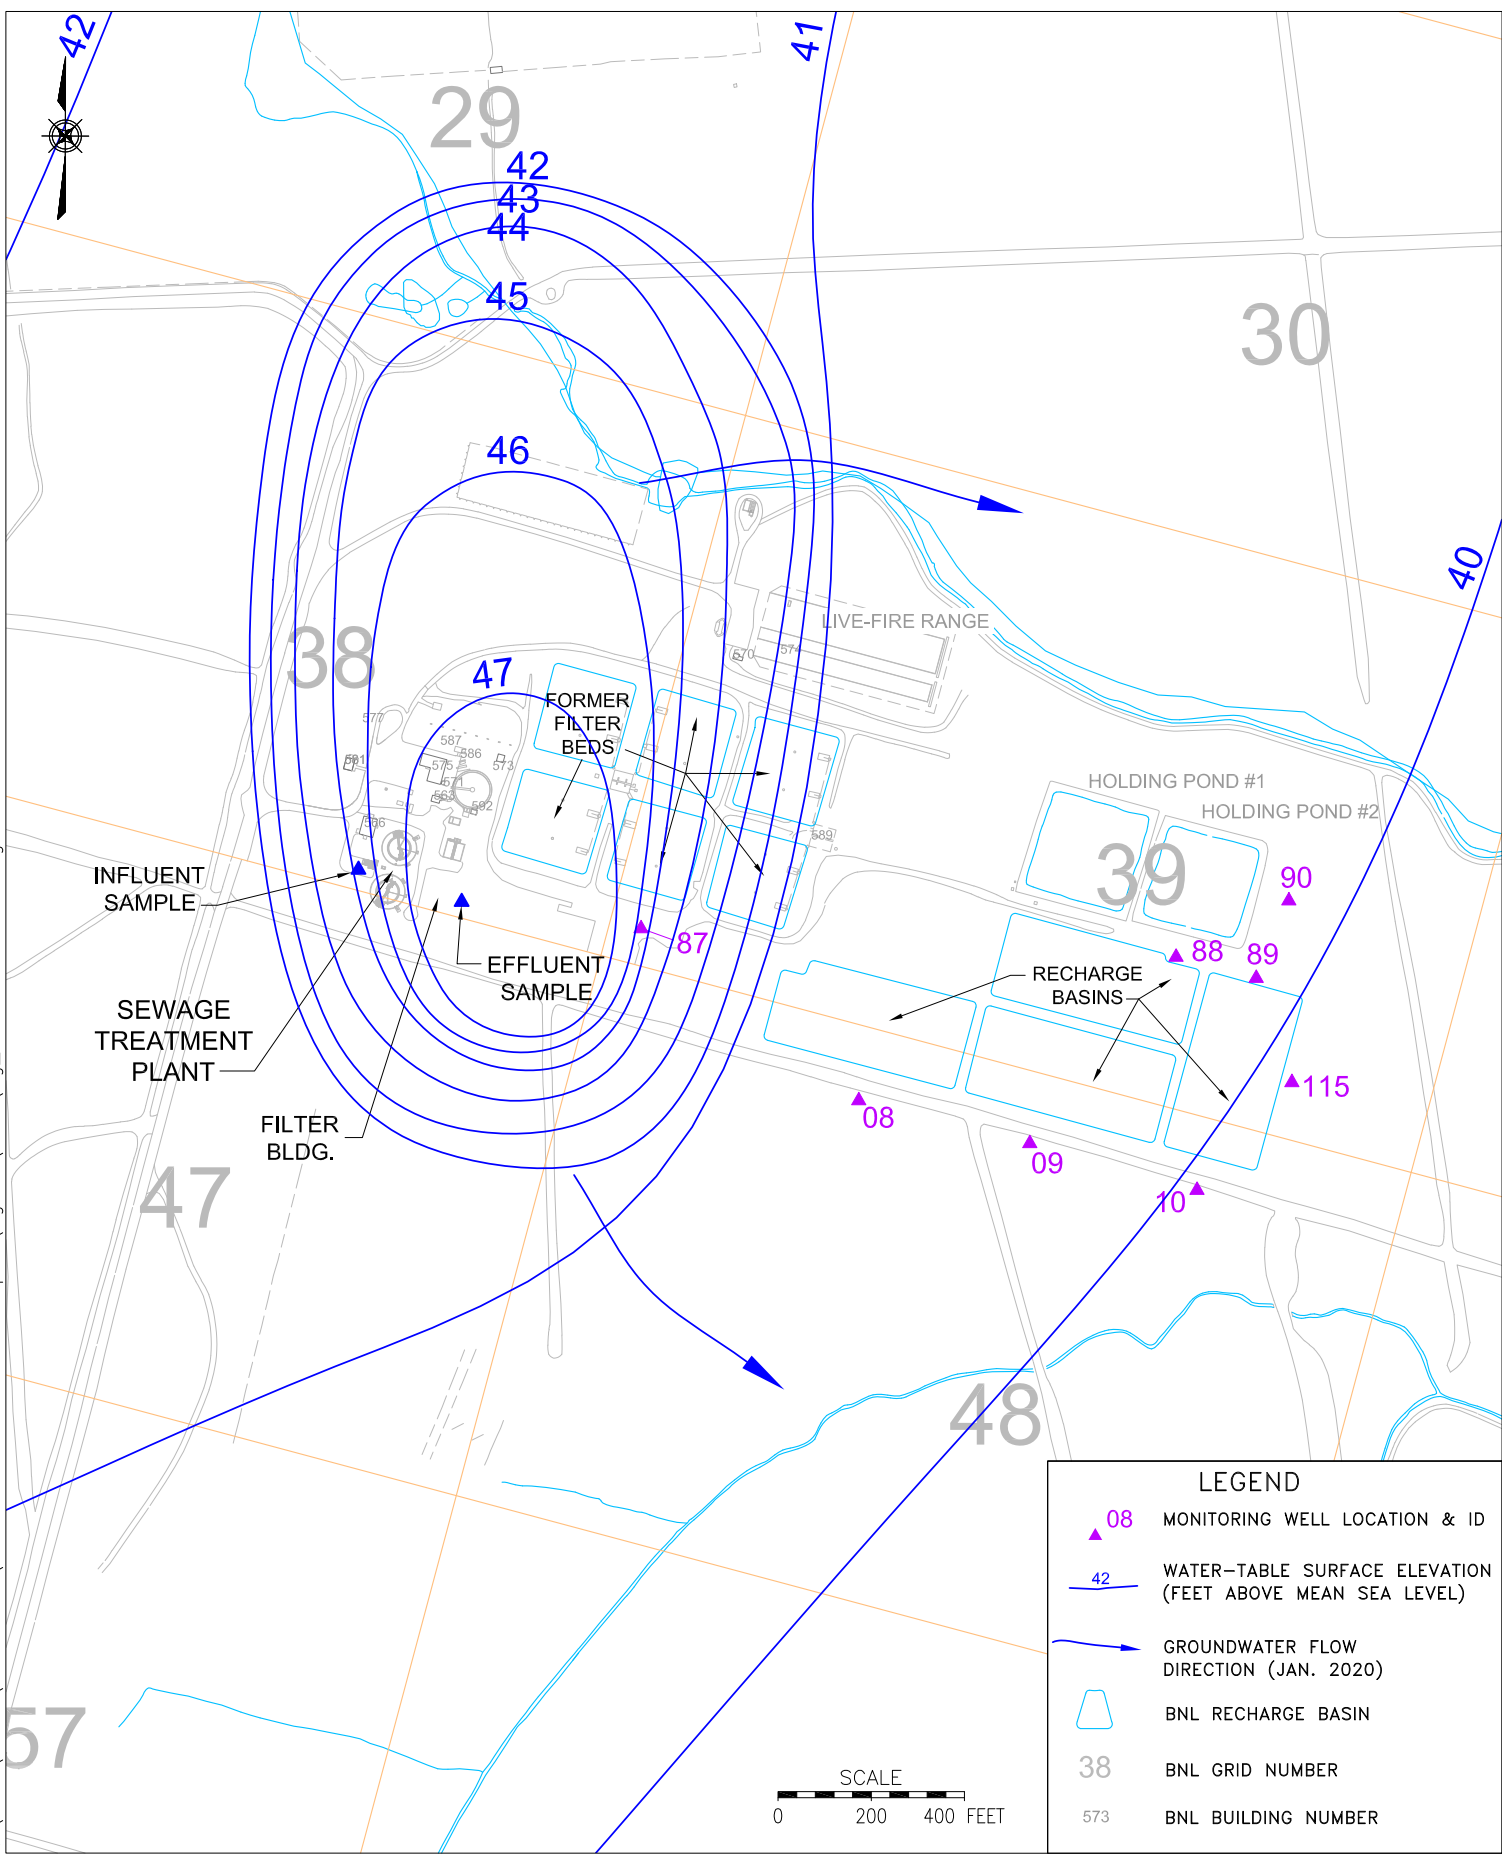 42
41
29
42
43
44
45
30
46
40
LIVE-FIRE RANGE
570
574
38
47
FORMER
FILTER
BEDS
577
587
586
575
573
571
563
592
566
589
HOLDING POND #1
HOLDING POND #2
39
INFLUENT
SAMPLE
90
87
88
89
EFFLUENT
SAMPLE
RECHARGE
BASINS
SEWAGE
TREATMENT
PLANT
115
08
FILTER
BLDG.
09
10
47
48
57
LEGEND
08 MONITORING WELL LOCATION & ID
42 WATER-TABLE SURFACE ELEVATION
(FEET ABOVE MEAN SEA LEVEL)
GROUNDWATER FLOW
DIRECTION (JAN. 2020)
BNL RECHARGE BASIN
38 BNL GRID NUMBER
573 BNL BUILDING NUMBER
SCALE
0 200 400 FEET